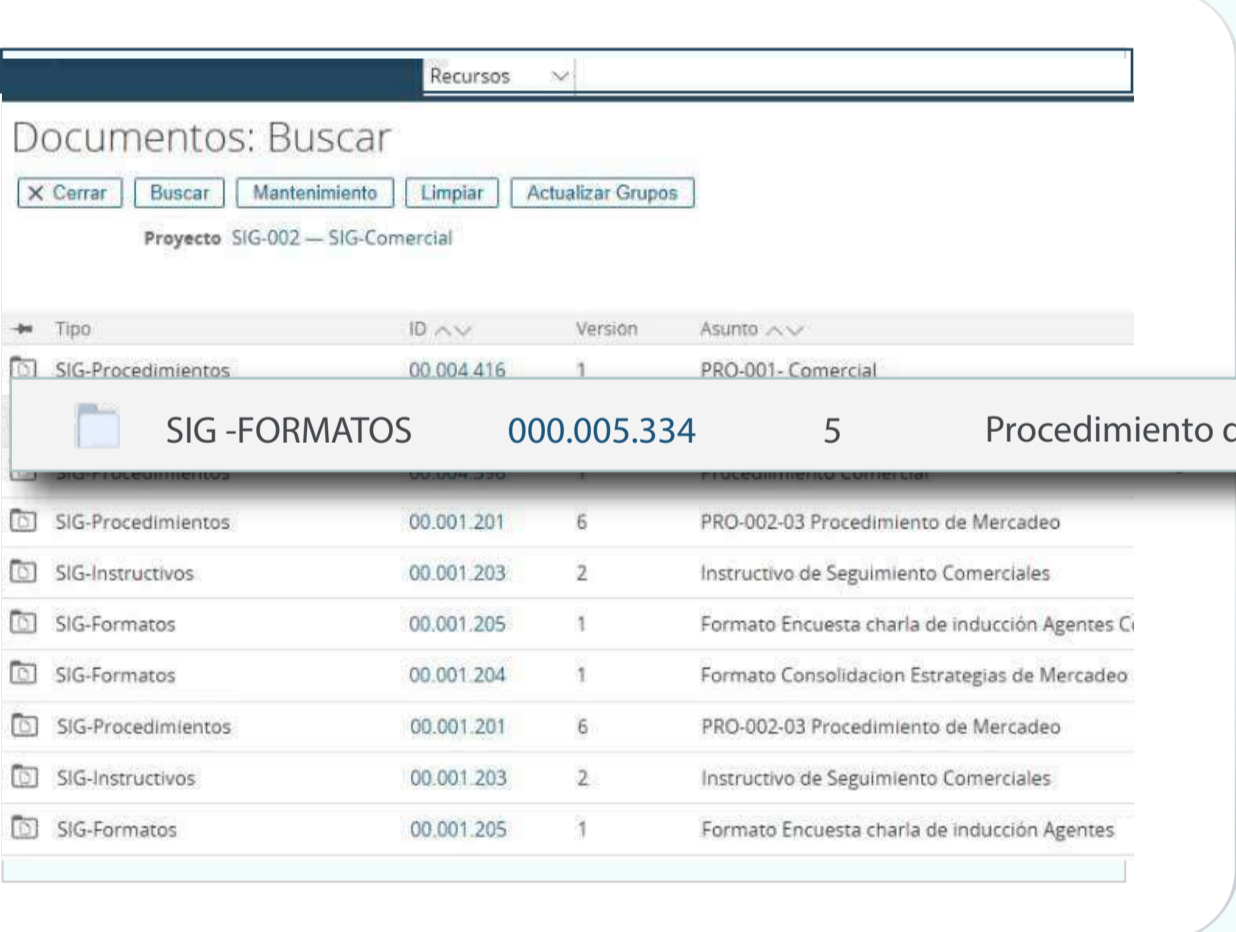 Recursos
Documentos: Buscar
Cerrar Buscar Mantenimiento Limpiar Actualizar Grupos
Proyecto SIG-002 — SIG-Comercial
Tipo ID Versión Asunto
SIG-Procedimientos 00.004.416 1 PRO-001- Comercial
SIG -FORMATOS 000.005.334 5 Procedimiento
SIG-Procedimientos Procedimiento Comercial
SIG-Procedimientos 00.001.201 6 PRO-002-03 Procedimiento de Mercadeo
SIG-Instructivos 00.001.203 2 Instructivo de Seguimiento Comerciales
SIG-Formatos 00.001.205 1 Formato Encuesta charla de inducción Agentes
SIG-Formatos 00.001.204 1 Formato Consolidacion Estrategias de Mercadeo
SIG-Procedimientos 00.001.201 6 PRO-002-03 Procedimiento de Mercadeo
SIG-Instructivos 00.001.203 2 Instructivo de Seguimiento Comerciales
SIG-Formatos 00.001.205 1 Formato Encuesta charla de inducción Agentes